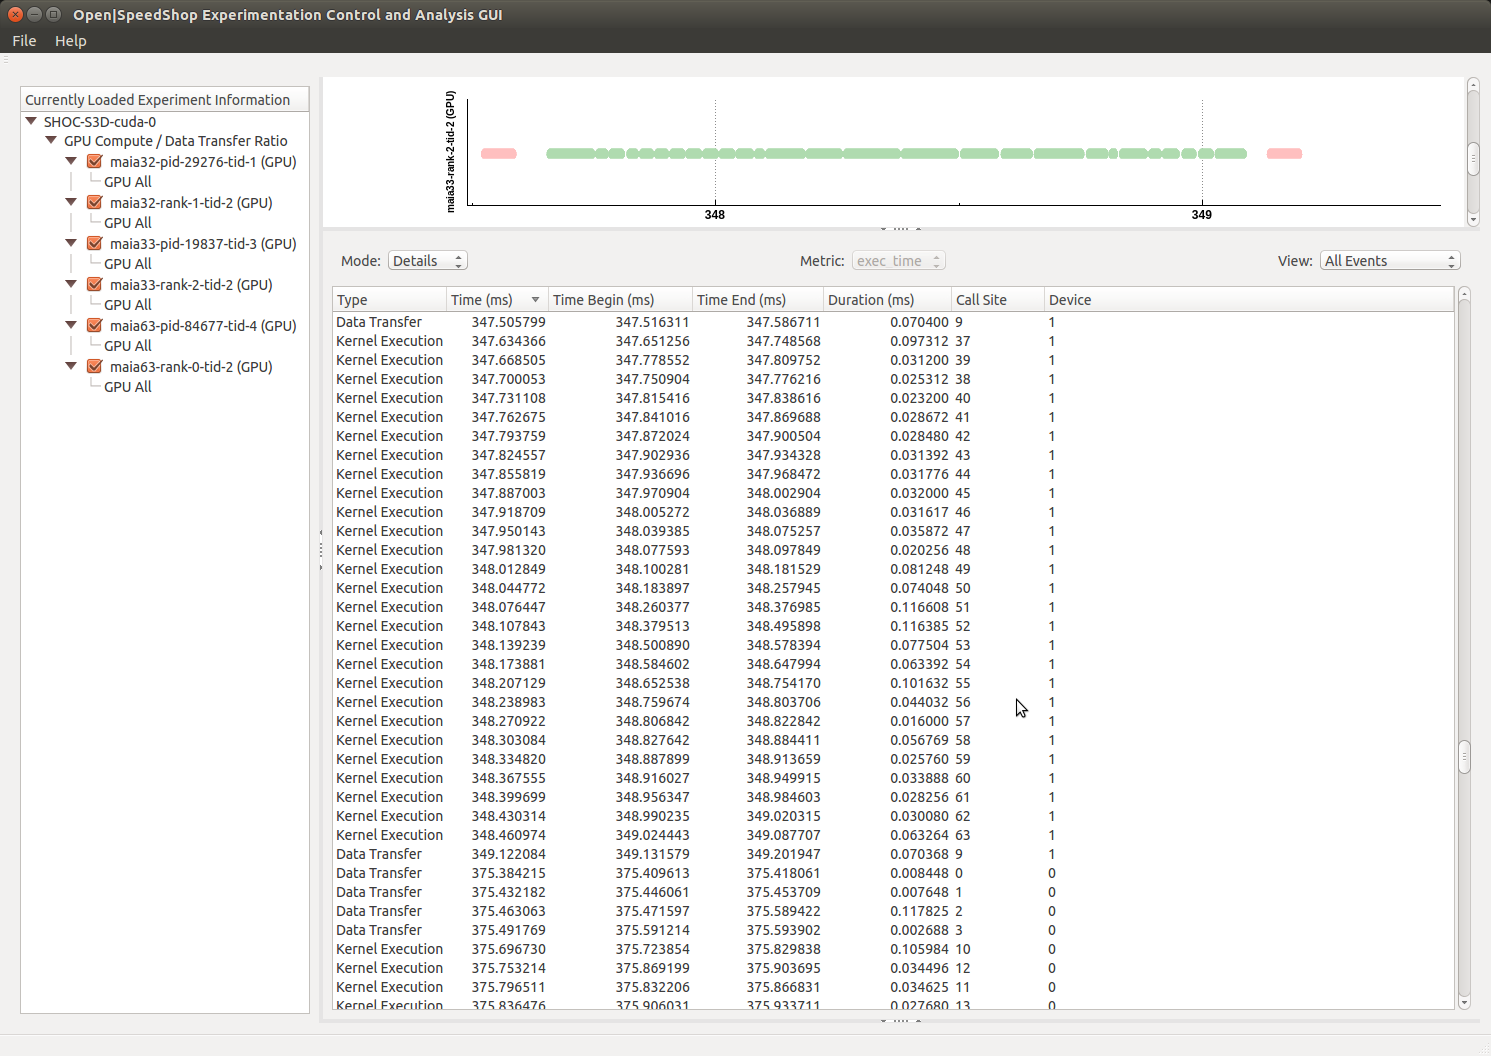 Open|SpeedShop Experimentation Control and Analysis GUI
File Help
Currently Loaded Experiment Information
SHOC-S3D-cuda-0
GPU Compute / Data Transfer Ratio
maia32-pid-29276-tid-1 (GPU)
GPU All
maia32-rank-1-tid-2 (GPU)
GPU All
maia33-pid-19837-tid-3 (GPU)
GPU All
maia33-rank-2-tid-2 (GPU)
GPU All
maia63-pid-84677-tid-4 (GPU)
GPU All
maia63-rank-0-tid-2 (GPU)
GPU All
maia33-rank-2-tid-2 (GPU)
348 349
Mode: Details Metric: exec_time View: All Events
Type Time (ms) Time Begin (ms) Time End (ms) Duration (ms) Call Site Device
Data Transfer 347.505799 347.516311 347.586711 0.070400 9 1
Kernel Execution 347.634366 347.651256 347.748568 0.097312 37 1
Kernel Execution 347.668505 347.778552 347.809752 0.031200 39 1
Kernel Execution 347.700053 347.750904 347.776216 0.025312 38 1
Kernel Execution 347.731108 347.815416 347.838616 0.023200 40 1
Kernel Execution 347.762675 347.841016 347.869688 0.028672 41 1
Kernel Execution 347.793759 347.872024 347.900504 0.028480 42 1
Kernel Execution 347.824557 347.902936 347.934328 0.031392 43 1
Kernel Execution 347.855819 347.936696 347.968472 0.031776 44 1
Kernel Execution 347.887003 347.970904 348.002904 0.032000 45 1
Kernel Execution 347.918709 348.005272 348.036889 0.031617 46 1
Kernel Execution 347.950143 348.039385 348.075257 0.035872 47 1
Kernel Execution 347.981320 348.077593 348.097849 0.020256 48 1
Kernel Execution 348.012849 348.100281 348.181529 0.081248 49 1
Kernel Execution 348.044772 348.183897 348.257945 0.074048 50 1
Kernel Execution 348.076447 348.260377 348.376985 0.116608 51 1
Kernel Execution 348.107843 348.379513 348.495898 0.116385 52 1
Kernel Execution 348.139239 348.500890 348.578394 0.077504 53 1
Kernel Execution 348.173881 348.584602 348.647994 0.063392 54 1
Kernel Execution 348.207129 348.652538 348.754170 0.101632 55 1
Kernel Execution 348.238983 348.759674 348.803706 0.044032 56 1
Kernel Execution 348.270922 348.806842 348.822842 0.016000 57 1
Kernel Execution 348.303084 348.827642 348.884411 0.056769 58 1
Kernel Execution 348.334820 348.887899 348.913659 0.025760 59 1
Kernel Execution 348.367555 348.916027 348.949915 0.033888 60 1
Kernel Execution 348.399699 348.956347 348.984603 0.028256 61 1
Kernel Execution 348.430314 348.990235 349.020315 0.030080 62 1
Kernel Execution 348.460974 349.024443 349.087707 0.063264 63 1
Data Transfer 349.122084 349.131579 349.201947 0.070368 9 1
Data Transfer 375.384215 375.409613 375.418061 0.008448 0 0
Data Transfer 375.432182 375.446061 375.453709 0.007648 1 0
Data Transfer 375.463063 375.471597 375.589422 0.117825 2 0
Data Transfer 375.491769 375.591214 375.593902 0.002688 3 0
Kernel Execution 375.696730 375.723854 375.829838 0.105984 10 0
Kernel Execution 375.753214 375.869199 375.903695 0.034496 12 0
Kernel Execution 375.796511 375.832206 375.866831 0.034625 11 0
Kernel Execution 375.836476 375.906031 375.933711 0.027680 13 0